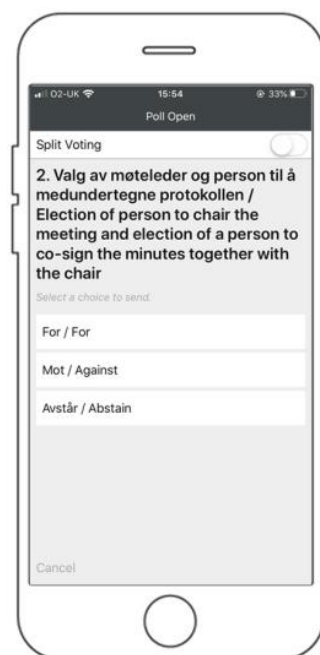 O2-UK 15:54 33%
Poll Open
Split Voting
2. Valg av møteleder og person til å
medundertegne protokollen /
Election of person to chair the
meeting and election of a person to
co-sign the minutes together with
the chair
Select a choice to send.
For / For
Mot / Against
Avstår / Abstain
Cancel